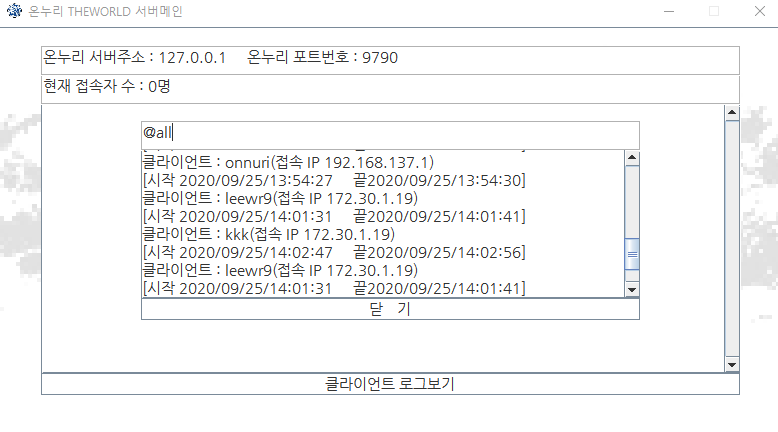 온누리 THEWORLD 서버메인
온누리 서버주소 : 127.0.0.1 온누리 포트번호 : 9790
현재 접속자 수 : 0명
@all
클라이언트 : onnuri(접속 IP 192.168.137.1)
[시작 2020/09/25/13:54:27 끝2020/09/25/13:54:30]
클라이언트 : leewr9(접속 IP 172.30.1.19)
[시작 2020/09/25/14:01:31 끝2020/09/25/14:01:41]
클라이언트 : kkk(접속 IP 172.30.1.19)
[시작 2020/09/25/14:02:47 끝2020/09/25/14:02:56]
클라이언트 : leewr9(접속 IP 172.30.1.19)
[시작 2020/09/25/14:01:31 끝2020/09/25/14:01:41]
닫 기
클라이언트 로그보기